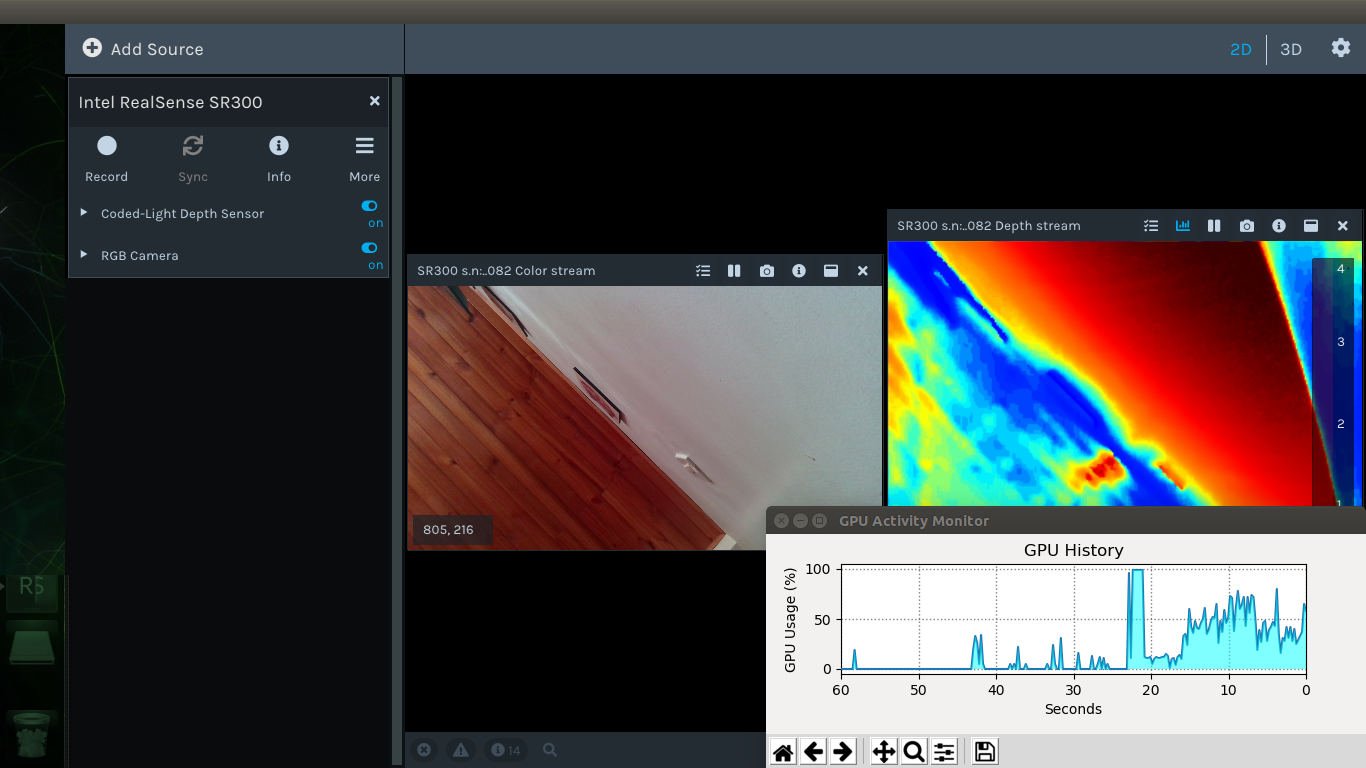 Add Source
2D
3D
Intel RealSense SR300
Record
Sync
Info
More
Coded-Light Depth Sensor
on
RGB Camera
on
SR300 s.n:..082 Color stream
805, 216
SR300 s.n:..082 Depth stream
4
3
2
1
14
RS
GPU Activity Monitor
GPU History
GPU Usage (%)
100
50
0
60 50 40 30 20 10 0
Seconds